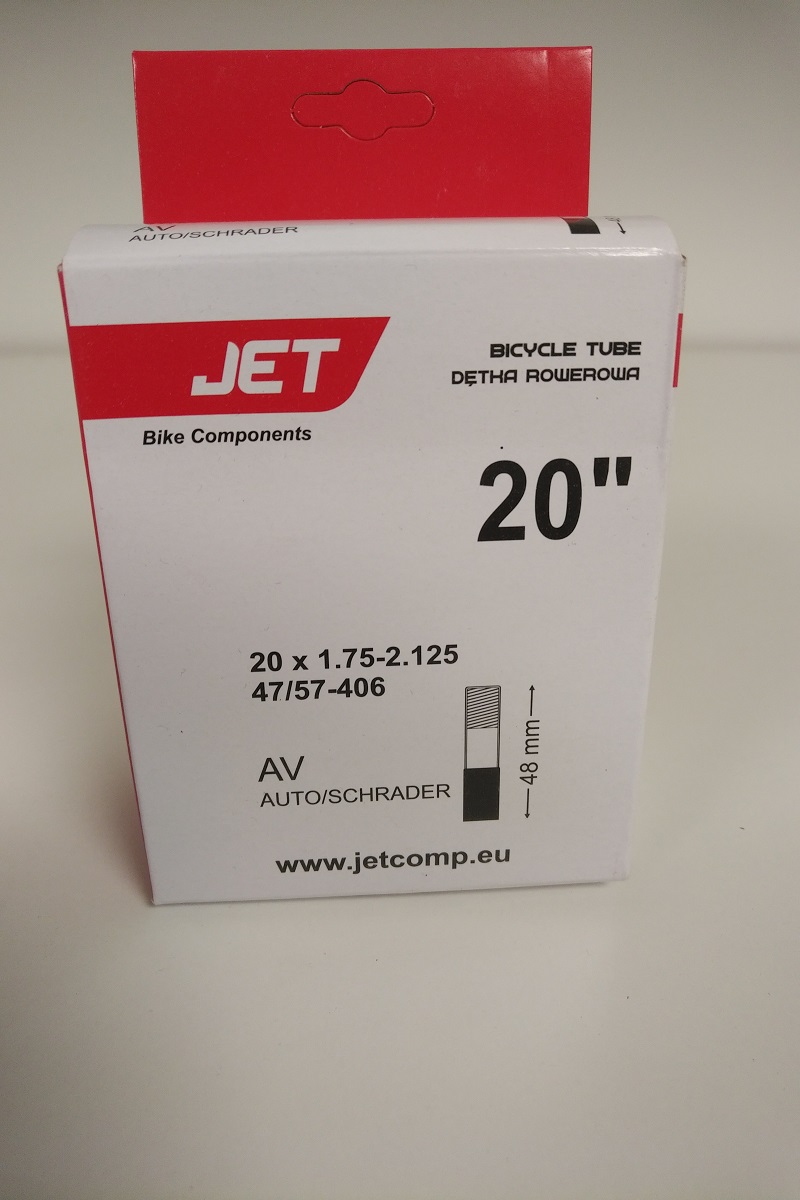 AV
AUTO/SCHRADER
JET
Bike Components
BICYCLE TUBE
DĘTKA ROWEROWA
20"
20 x 1.75-2.125
47/57-406
AV
AUTO/SCHRADER
48 mm
www.jetcomp.eu